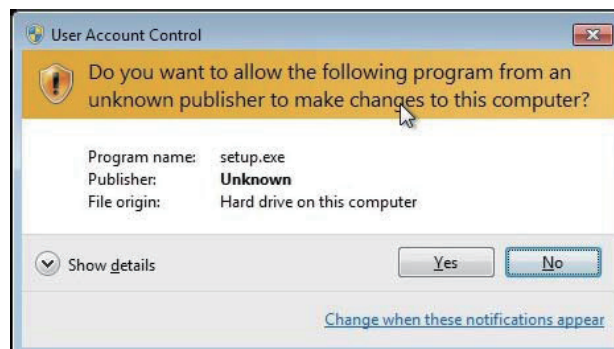 User Account Control
Do you want to allow the following program from an
unknown publisher to make changes to this computer?
Program name: setup.exe
Publisher: Unknown
File origin: Hard drive on this computer
Show details
Yes No
Change when these notifications appear